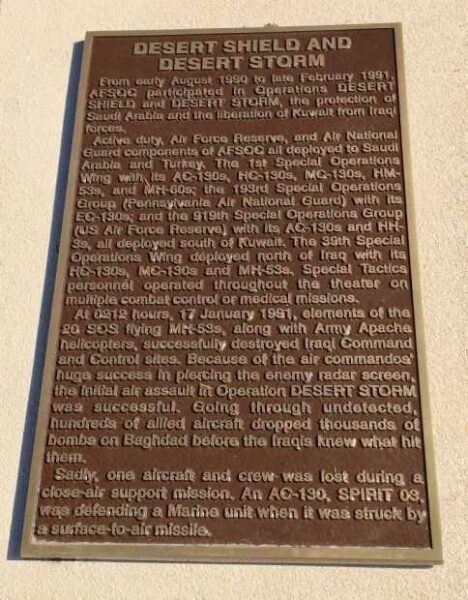 DESERT SHIELD AND
DESERT STORM
From early August 1990 to late February 1991,
AFSOC participated in Operations DESERT
SHIELD and DESERT STORM, the protection of
Saudi Arabia and the liberation of Kuwait from Iraqi
forces.
Active duty, Air Force Reserve, and Air National
Guard components of AFSOC all deployed to Saudi
Arabia and Turkey. The 1st Special Operations
Wing with its AC-130s, HC-130s, MC-130s, HM-
53s, and MH-60s; the 193rd Special Operations
Group (Pennsylvania Air National Guard) with its
EC-130s; and the 919th Special Operations Group
(US Air Force Reserve) with its AC-130s and HH-
3s, all deployed south of Kuwait. The 39th Special
Operations Wing deployed north of Iraq with its
HC-130s, MC-130s and MH-53s. Special Tactics
personnel operated throughout the theater on
multiple combat control or medical missions.
At 0212 hours, 17 January 1991, elements of the
20 SOS flying MH-53s, along with Army Apache
helicopters, successfully destroyed Iraqi Command
and Control sites. Because of the air commandos'
huge success in piercing the enemy radar screen,
the initial air assault in Operation DESERT STORM
was successful. Going through undetected,
hundreds of allied aircraft dropped thousands of
bombs on Baghdad before the Iraqis knew what hit
them.
Sadly, one aircraft and crew was lost during a
close-air support mission. An AC-130, SPIRIT 03,
was defending a Marine unit when it was struck by
a surface-to-air missile.